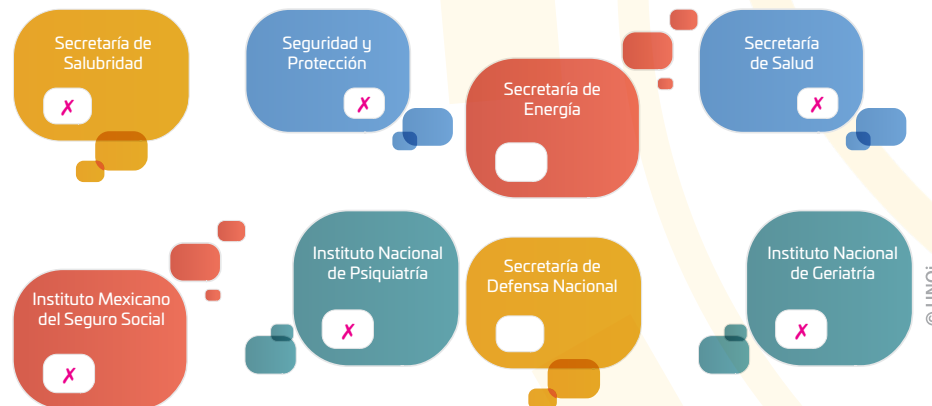 Secretaría de
Salubridad
✗
Seguridad y
Protección
✗
Secretaría de
Energía
Secretaría
de Salud
✗
Instituto Mexicano
del Seguro Social
✗
Instituto Nacional
de Psiquiatría
✗
Secretaría de
Defensa Nacional
Instituto Nacional
de Geriatría
✗
© UNOi